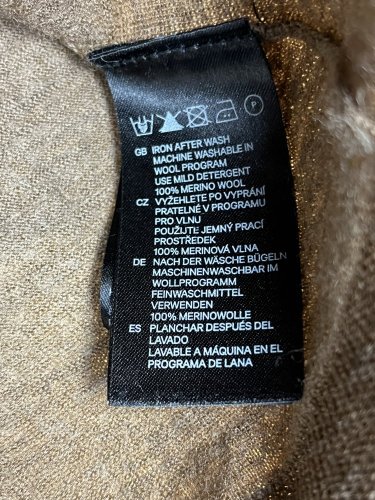 P
GB IRON AFTER WASH
MACHINE WASHABLE IN
WOOL PROGRAM
USE MILD DETERGENT
100% MERINO WOOL
CZ VYŽEHLETE PO VYPRÁNÍ
PRATELNÉ V PROGRAMU
PRO VLNU
POUŽIJTE JEMNÝ PRACÍ
PROSTŘEDEK
100% MERINOVÁ VLNA
DE NACH DER WÄSCHE BÜGELN
MASCHINENWASCHBAR IM
WOLLPROGRAMM
FEINWASCHMITTEL
VERWENDEN
100% MERINOWOLLE
ES PLANCHAR DESPUÉS DEL
LAVADO
LAVABLE A MÁQUINA EN EL
PROGRAMA DE LANA